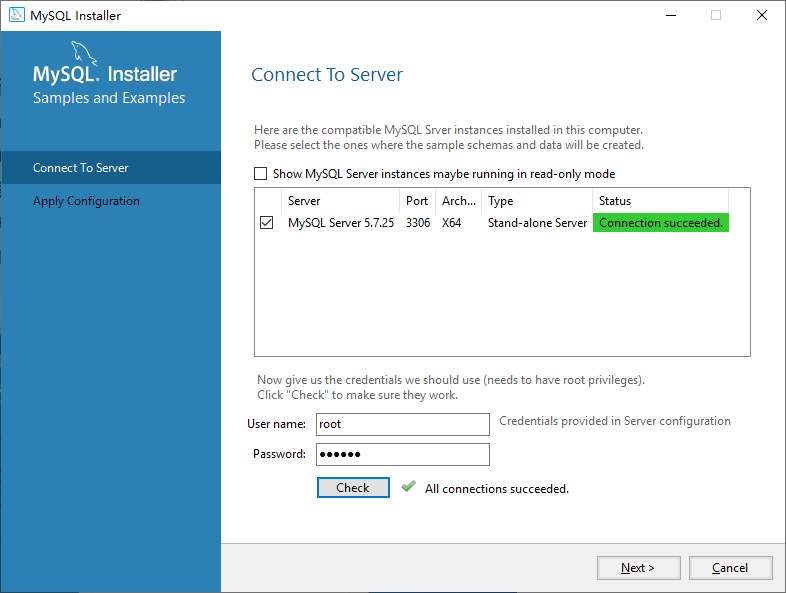 MySQL Installer
MySQL. Installer
Samples and Examples
Connect To Server
Apply Configuration
Connect To Server
Here are the compatible MySQL Srver instances installed in this computer.
Please select the ones where the sample schemas and data will be created.
Show MySQL Server instances maybe running in read-only mode
Server Port Arch... Type Status
MySQL Server 5.7.25 3306 X64 Stand-alone Server Connection succeeded.
Now give us the credentials we should use (needs to have root privileges).
Click "Check" to make sure they work.
User name: root Credentials provided in Server configuration
Password: ●●●●●●
Check All connections succeeded.
Next > Cancel